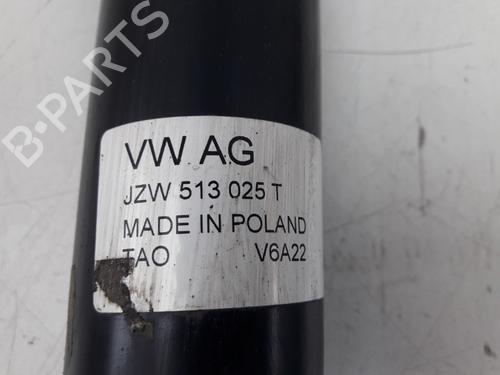 B-PARTS
VW AG
JZW 513 025 T
MADE IN POLAND
TAO V6A22